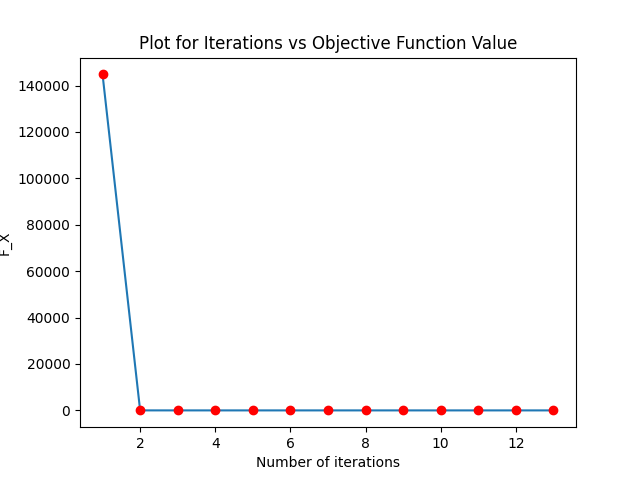 Plot for Iterations vs Objective Function Value
140000
120000
100000
80000
60000
40000
20000
0
F_X
2 4 6 8 10 12
Number of iterations